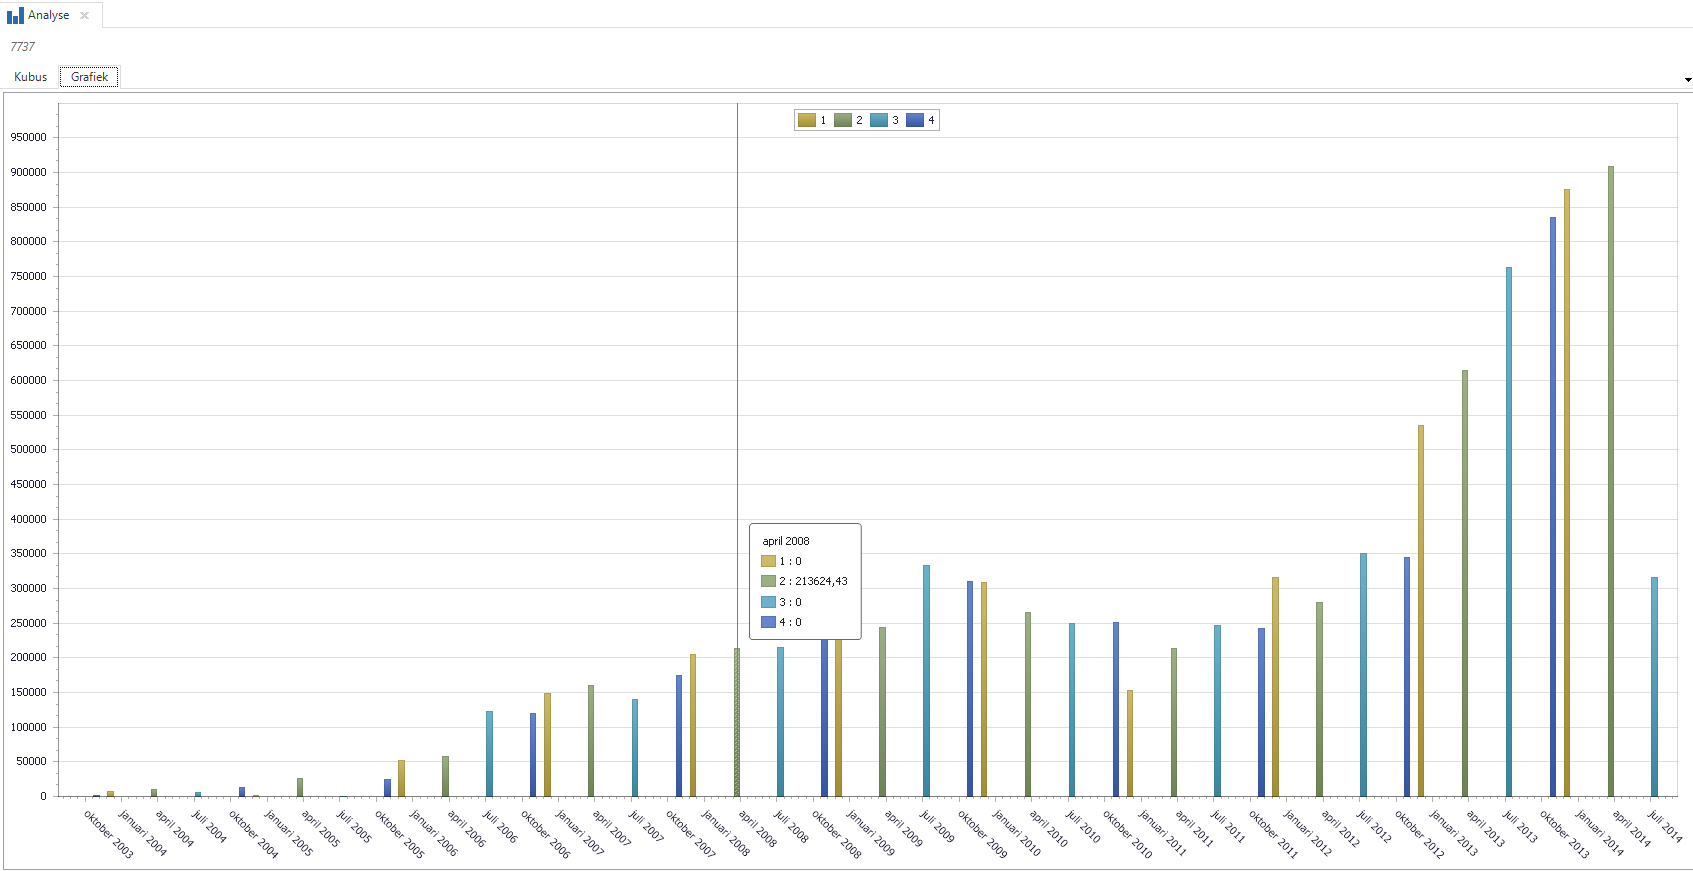 Analyse
7737
Kubus Grafiek
1 2 3 4
950000
900000
850000
800000
750000
700000
650000
600000
550000
500000
450000
400000
350000
300000
250000
200000
150000
100000
50000
0
april 2008
1 : 0
2 : 213624,43
3 : 0
4 : 0
oktober 2003
januari 2004
april 2004
juli 2004
oktober 2004
januari 2005
april 2005
juli 2005
oktober 2005
januari 2006
april 2006
juli 2006
oktober 2006
januari 2007
april 2007
juli 2007
oktober 2007
januari 2008
april 2008
juli 2008
oktober 2008
januari 2009
april 2009
juli 2009
oktober 2009
januari 2010
april 2010
juli 2010
oktober 2010
januari 2011
april 2011
juli 2011
oktober 2011
januari 2012
april 2012
juli 2012
oktober 2012
januari 2013
april 2013
juli 2013
oktober 2013
januari 2014
april 2014
juli 2014